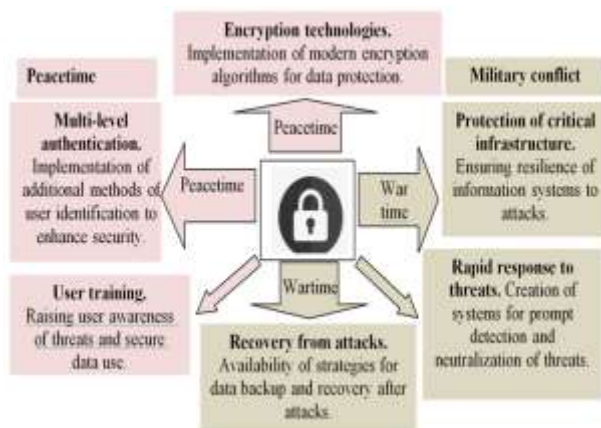 Encryption technologies.
Implementation of modern encryption
algorithms for data protection.
Peacetime
Military conflict
Multi-level
authentication.
Implementation of
additional methods of
user identification to
enhance security.
Peacetime
Peacetime
War
time
Protection of critical
infrastructure.
Ensuring resilience of
information systems to
attacks.
User training.
Raising user awareness
of threats and secure
data use.
Wartime
Recovery from attacks.
Availability of strategies for
data backup and recovery after
attacks.
Rapid response to
threats. Creation of
systems for prompt
detection and
neutralization of threats.